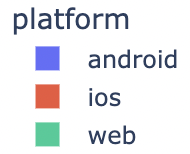 platform
android
ios
web